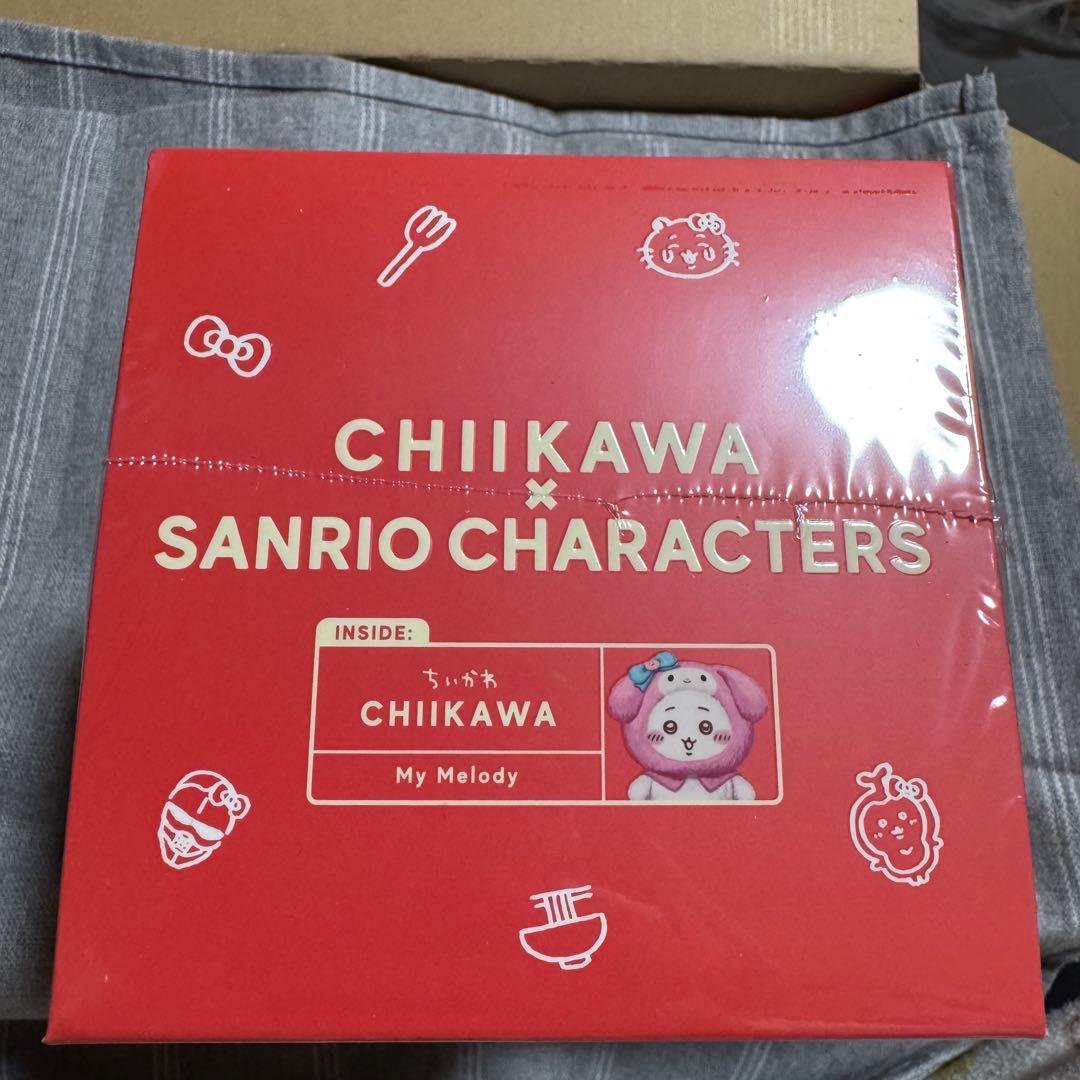 CHIIKAWA
×
SANRIO CHARACTERS
INSIDE:
ちいかわ
CHIIKAWA
My Melody